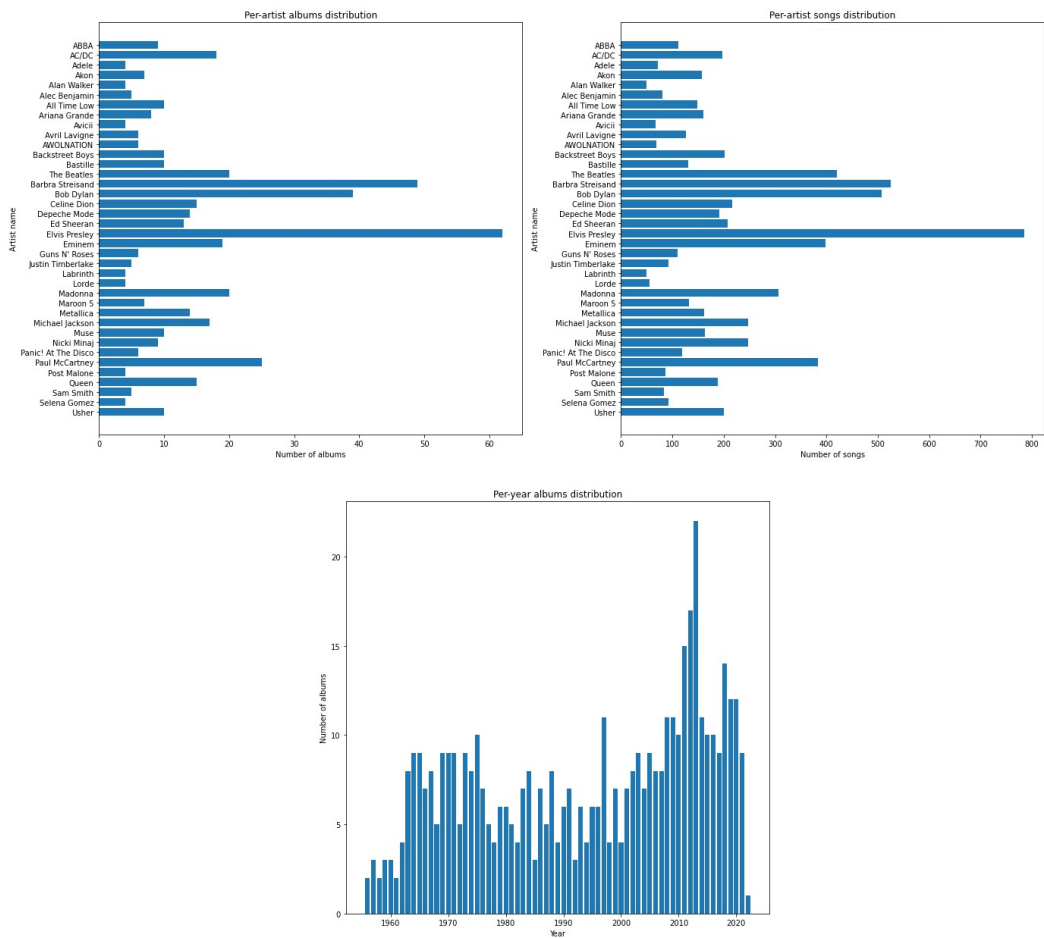 Per-artist albums distribution
Artist name
ABBA
AC/DC
Adele
Akon
Alan Walker
Alec Benjamin
All Time Low
Ariana Grande
Avicii
Avril Lavigne
AWOLNATION
Backstreet Boys
Bastille
The Beatles
Barbra Streisand
Bob Dylan
Celine Dion
Depeche Mode
Ed Sheeran
Elvis Presley
Eminem
Guns N' Roses
Justin Timberlake
Labrinth
Lorde
Madonna
Maroon 5
Metallica
Michael Jackson
Muse
Nicki Minaj
Panic! At The Disco
Paul McCartney
Post Malone
Queen
Sam Smith
Selena Gomez
Usher
0 10 20 30 40 50 60
Number of albums
Per-artist songs distribution
Artist name
ABBA
AC/DC
Adele
Akon
Alan Walker
Alec Benjamin
All Time Low
Ariana Grande
Avicii
Avril Lavigne
AWOLNATION
Backstreet Boys
Bastille
The Beatles
Barbra Streisand
Bob Dylan
Celine Dion
Depeche Mode
Ed Sheeran
Elvis Presley
Eminem
Guns N' Roses
Justin Timberlake
Labrinth
Lorde
Madonna
Maroon 5
Metallica
Michael Jackson
Muse
Nicki Minaj
Panic! At The Disco
Paul McCartney
Post Malone
Queen
Sam Smith
Selena Gomez
Usher
0 100 200 300 400 500 600 700 800
Number of songs
Per-year albums distribution
Number of albums
20
15
10
5
0
1960 1970 1980 1990 2000 2010 2020
Year